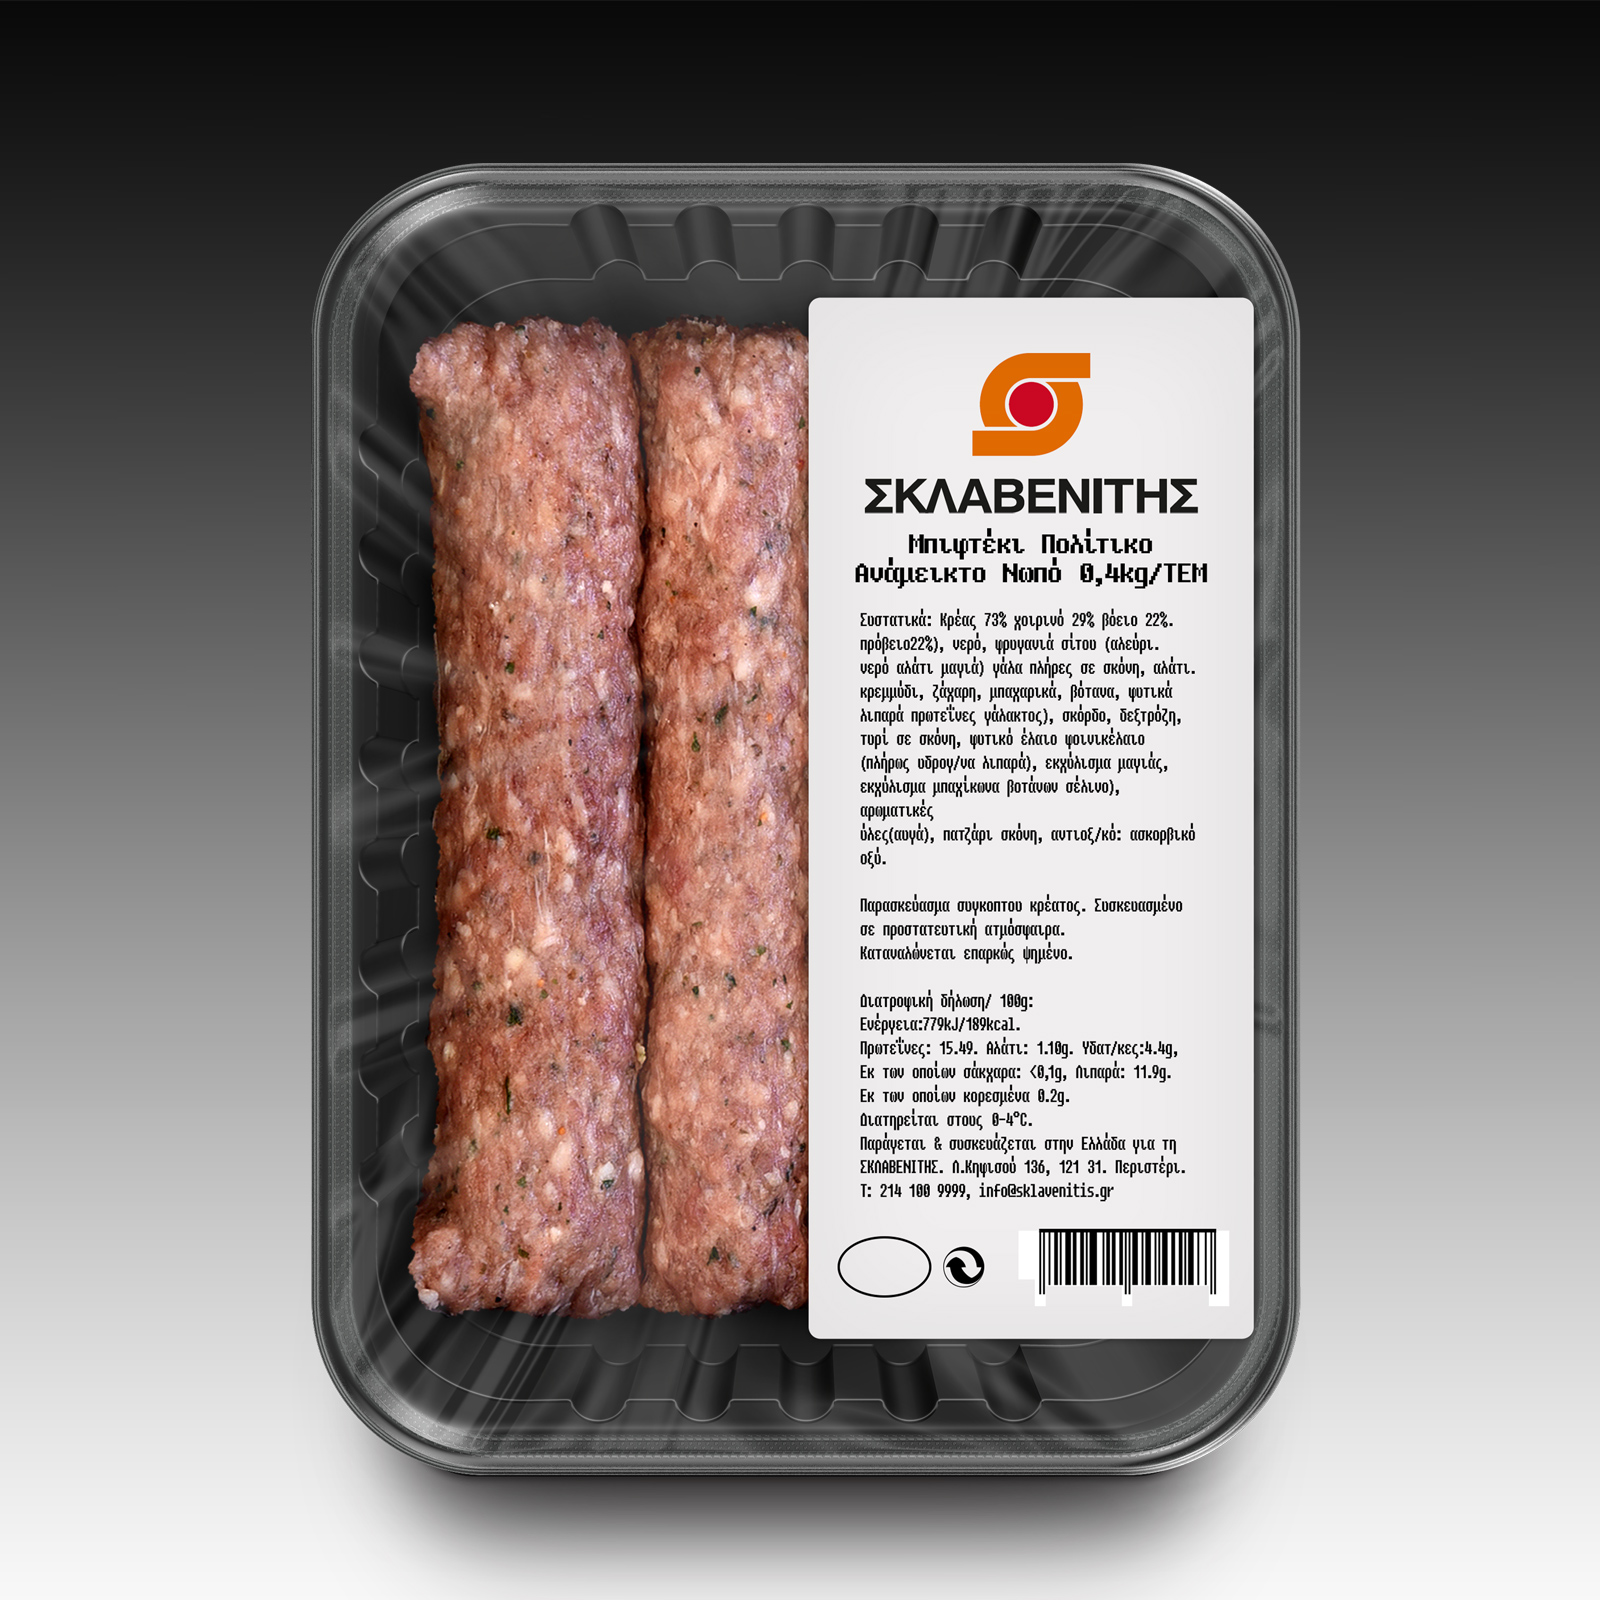 ΣΚΛΑΒΕΝΙΤΗΣ
Μπιφτέκι Πολίτικο
Ανάμεικτο Νωπό 0,4kg/TEM
Συστατικά: Κρέας 73% χοιρινό 29% βόειο 22%.
πρόβειο22%), νερό, φρυγανιά σίτου (αλεύρι.
νερό αλάτι μαγιά) γάλα πλήρες σε σκόνη, αλάτι.
κρεμμύδι, ζάχαρη, μπαχαρικά, βότανα, φυτικά
λιπαρά πρωτεΐνες γάλακτος), σκόρδο, δεξτρόζη,
τυρί σε σκόνη, φυτικό έλαιο φοινικέλαιο
(πλήρως υδρογ/να λιπαρά), εκχύλισμα μαγιάς,
εκχύλισμα μπαχίκωνα βοτάνων σέλινο),
αρωματικές
ύλες(αυγά), πατζάρι σκόνη, αντιοξ/κό: ασκορβικό
οξύ.
Παρασκεύασμα συγκοπτου κρέατος. Συσκευασμένο
σε προστατευτική ατμόσφαιρα.
Καταναλώνεται επαρκώς ψημένο.
Διατροφική δήλωση/ 100g:
Ενέργεια:779kJ/189kcal.
Πρωτεΐνες: 15.49. Αλάτι: 1.10g. Υδατ/κες:4.4g,
Εκ των οποίων σάκχαρα: <0,1g, Λιπαρά: 11.9g.
Εκ των οποίων κορεσμένα 0.2g.
Διατηρείται στους 0-4°C.
Παράγεται & συσκευάζεται στην Ελλάδα για τη
ΣΚΛΑΒΕΝΙΤΗΣ. Λ.Κηφισού 136, 121 31. Περιστέρι.
Τ: 214 100 9999, info@sklavenitis.gr